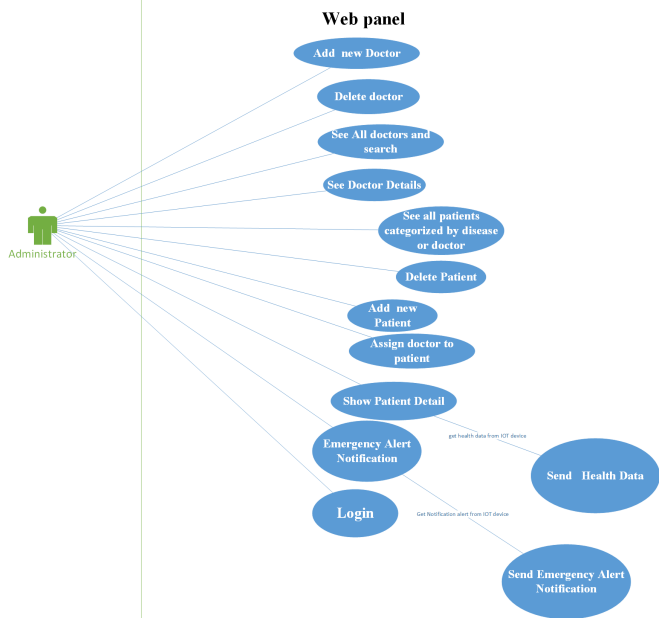 Web panel
Add new Doctor
Delete doctor
See All doctors and
search
See Doctor Details
See all patients
categorized by disease
or doctor
Administrator
Delete Patient
Add new
Patient
Assign doctor to
patient
Show Patient Detail
get health data from IOT device
Emergency Alert
Notification
Send Health Data
Login
Get Notification alert from IOT device
Send Emergency Alert
Notification